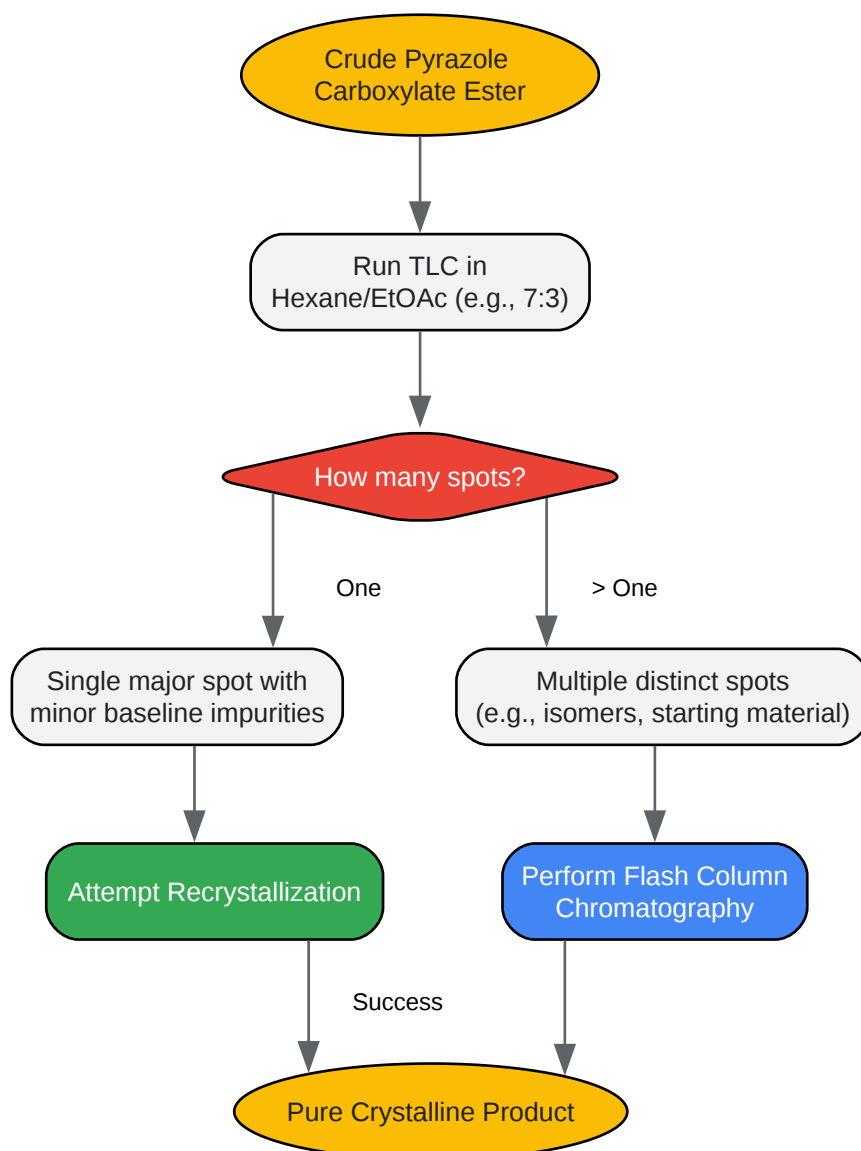 Crude Pyrazole
Carboxylate Ester
Run TLC in
Hexane/EtOAc (e.g., 7:3)
How many spots?
One
> One
Single major spot with
minor baseline impurities
Multiple distinct spots
(e.g., isomers, starting material)
Attempt Recrystallization
Perform Flash Column
Chromatography
Success
Pure Crystalline Product